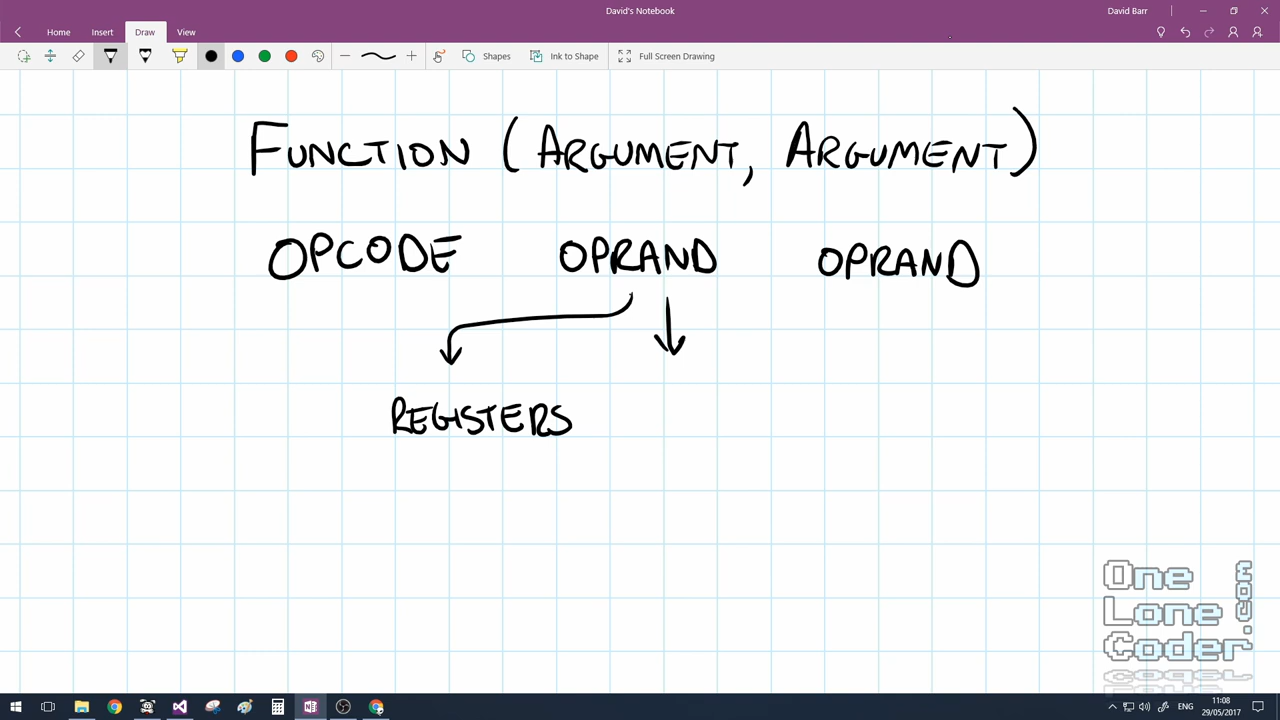 David's Notebook
David Barr
Home Insert Draw View
Shapes Ink to Shape Full Screen Drawing
FUNCTION (ARGUMENT, ARGUMENT)
OPCODE OPRAND OPRAND
REGISTERS
One
Lone
Coder
.com
ENG
11:08
29/05/2017